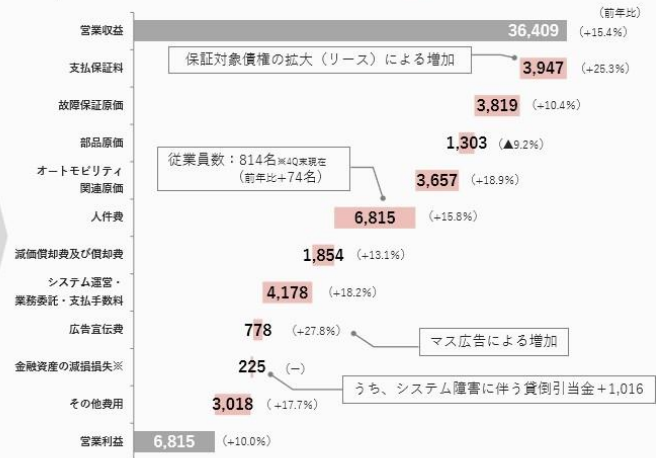 (前年比)
営業収益 36,409 (+15.4%)
保証対象債権の拡大（リース）による増加
支払保証料 3,947 (+25.3%)
故障保証原価 3,819 (+10.4%)
部品原価 1,303 (▲9.2%)
従業員数：814名※4Q末現在
(前年比+74名)
オートモビリティ
関連原価 3,657 (+18.9%)
人件費 6,815 (+15.8%)
減価償却費及び償却費 1,854 (+13.1%)
システム運営・
業務委託・支払手数料 4,178 (+18.2%)
広告宣伝費 778 (+27.8%)
マス広告による増加
金融資産の減損損失※ 225 (−)
うち、システム障害に伴う貸倒引当金＋1,016
その他費用 3,018 (+17.7%)
営業利益 6,815 (+10.0%)